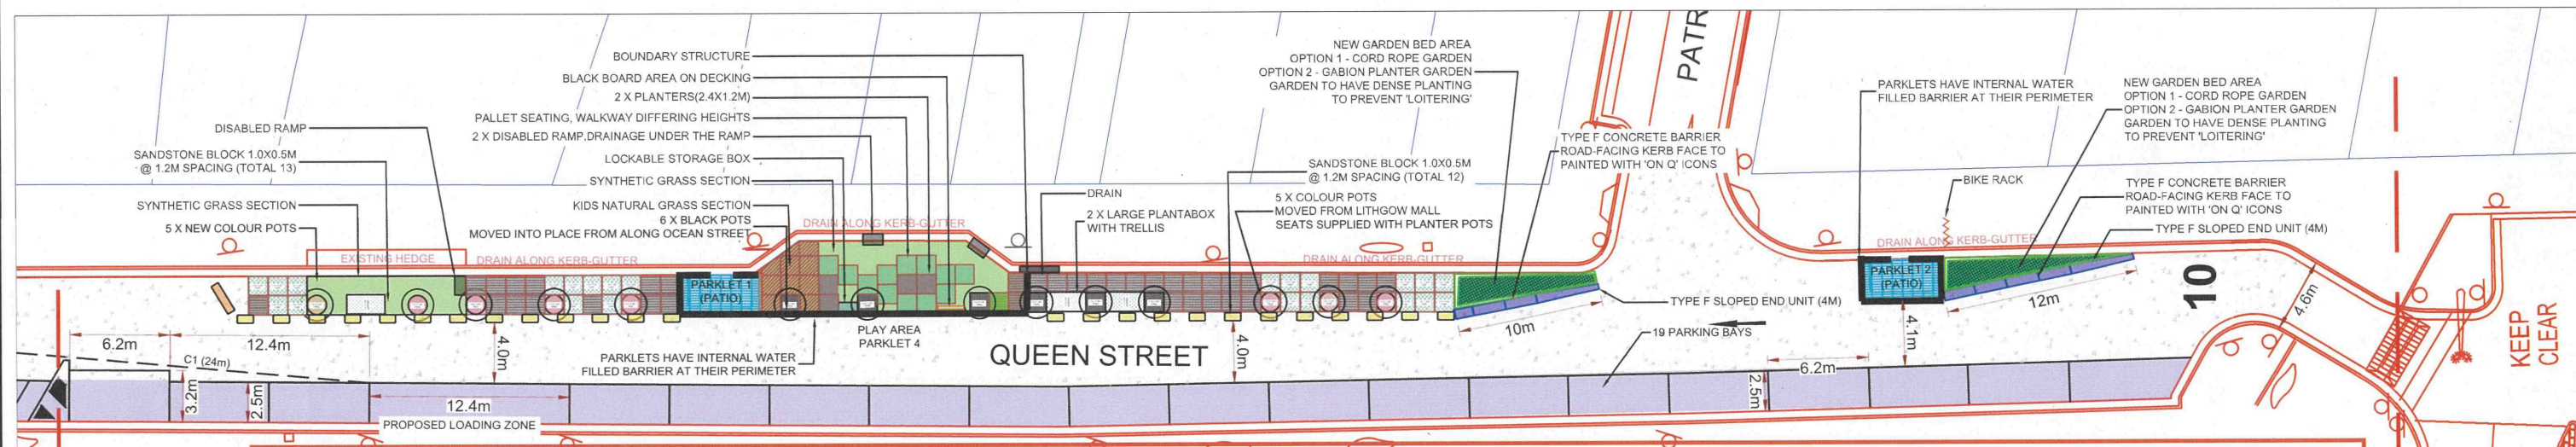 BOUNDARY STRUCTURE
BLACK BOARD AREA ON DECKING
2 X PLANTERS(2.4X1.2M)
PALLET SEATING, WALKWAY DIFFERING HEIGHTS
2 X DISABLED RAMP,DRAINAGE UNDER THE RAMP
LOCKABLE STORAGE BOX
SYNTHETIC GRASS SECTION
KIDS NATURAL GRASS SECTION
6 X BLACK POTS
MOVED INTO PLACE FROM ALONG OCEAN STREET
DISABLED RAMP
SANDSTONE BLOCK 1.0X0.5M
@ 1.2M SPACING (TOTAL 13)
SYNTHETIC GRASS SECTION
5 X NEW COLOUR POTS
EXISTING HEDGE
DRAIN ALONG KERB-GUTTER
DRAIN ALONG KERB-GUTTER
PARKLET 1
(PATIO)
DRAIN
2 X LARGE PLANTABOX
WITH TRELLIS
NEW GARDEN BED AREA
OPTION 1 - CORD ROPE GARDEN
OPTION 2 - GABION PLANTER GARDEN
GARDEN TO HAVE DENSE PLANTING
TO PREVENT 'LOITERING'
SANDSTONE BLOCK 1.0X0.5M
@ 1.2M SPACING (TOTAL 12)
5 X COLOUR POTS
MOVED FROM LITHGOW MALL
SEATS SUPPLIED WITH PLANTER POTS
DRAIN ALONG KERB-GUTTER
TYPE F CONCRETE BARRIER
ROAD-FACING KERB FACE TO
PAINTED WITH 'ON Q' ICONS
PATR
PARKLETS HAVE INTERNAL WATER
FILLED BARRIER AT THEIR PERIMETER
NEW GARDEN BED AREA
OPTION 1 - CORD ROPE GARDEN
OPTION 2 - GABION PLANTER GARDEN
GARDEN TO HAVE DENSE PLANTING
TO PREVENT 'LOITERING'
BIKE RACK
TYPE F CONCRETE BARRIER
ROAD-FACING KERB FACE TO
PAINTED WITH 'ON Q' ICONS
TYPE F SLOPED END UNIT (4M)
DRAIN ALONG KERB-GUTTER
PARKLET 2
(PATIO)
12m
10
4.6m
KEEP
CLEAR
TYPE F SLOPED END UNIT (4M)
10m
19 PARKING BAYS
4.1m
6.2m
2.5m
QUEEN STREET
4.0m
PLAY AREA
PARKLET 4
PARKLETS HAVE INTERNAL WATER
FILLED BARRIER AT THEIR PERIMETER
4.0m
6.2m
12.4m
C1 (24m)
3.2m
2.5m
12.4m
PROPOSED LOADING ZONE